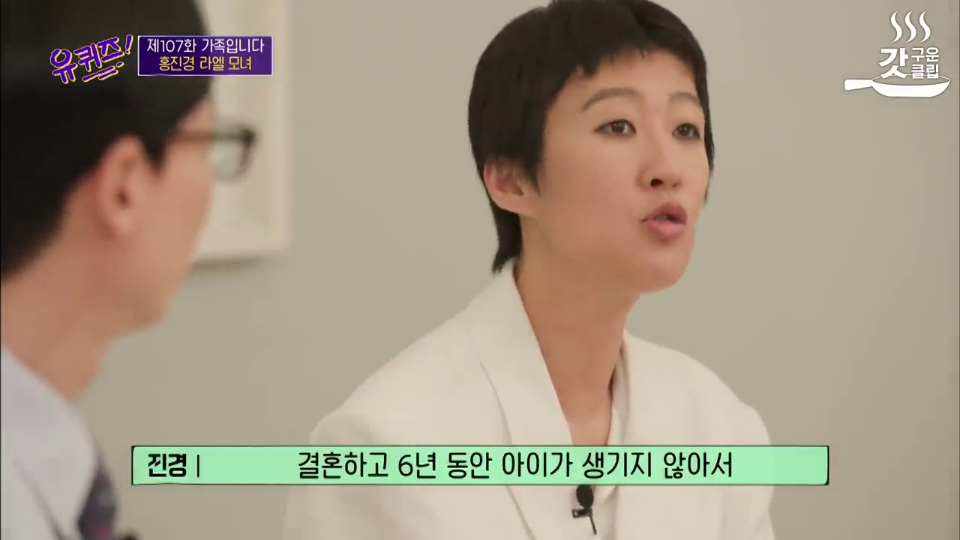 유퀴즈!
제107화 가족입니다
홍진경 라엘 모녀
갓구운클립
진경 | 결혼하고 6년 동안 아이가 생기지 않아서